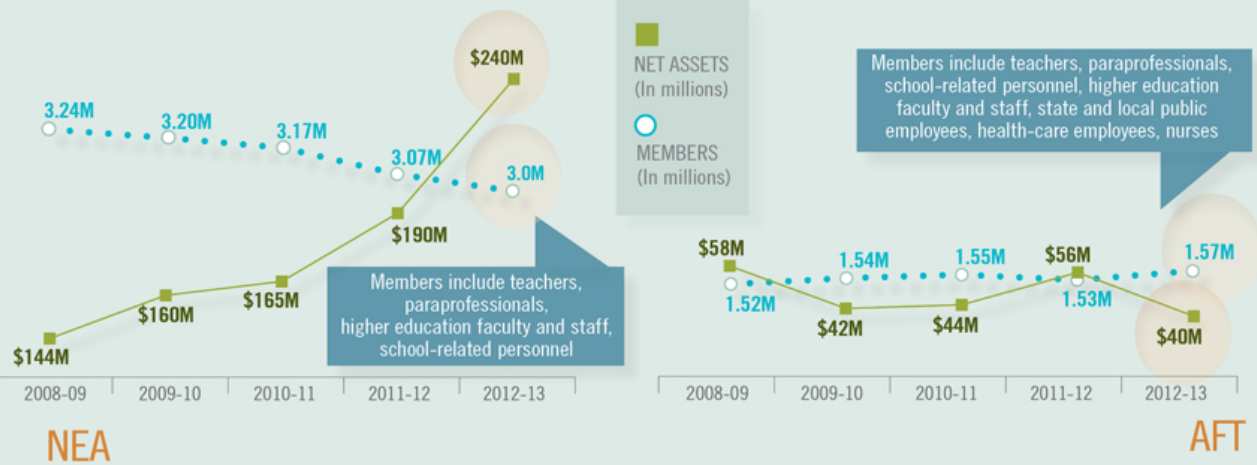 $240M
3.24M
3.20M
3.17M
3.07M
3.0M
$190M
$165M
$160M
$144M
Members include teachers,
paraprofessionals,
higher education faculty and staff,
school-related personnel
2008-09 2009-10 2010-11 2011-12 2012-13
NEA
NET ASSETS
(In millions)
MEMBERS
(In millions)
Members include teachers, paraprofessionals,
school-related personnel, higher education
faculty and staff, state and local public
employees, health-care employees, nurses
$58M
1.54M
1.55M
$56M
1.57M
1.52M
1.53M
$42M
$44M
$40M
2008-09 2009-10 2010-11 2011-12 2012-13
AFT